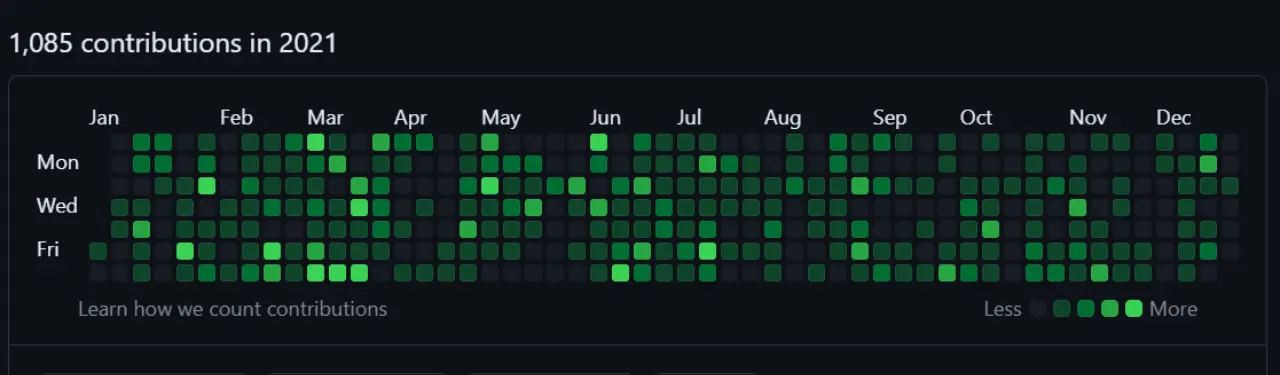 1,085 contributions in 2021
Jan Feb Mar Apr May Jun Jul Aug Sep Oct Nov Dec
Mon
Wed
Fri
Learn how we count contributions Less More